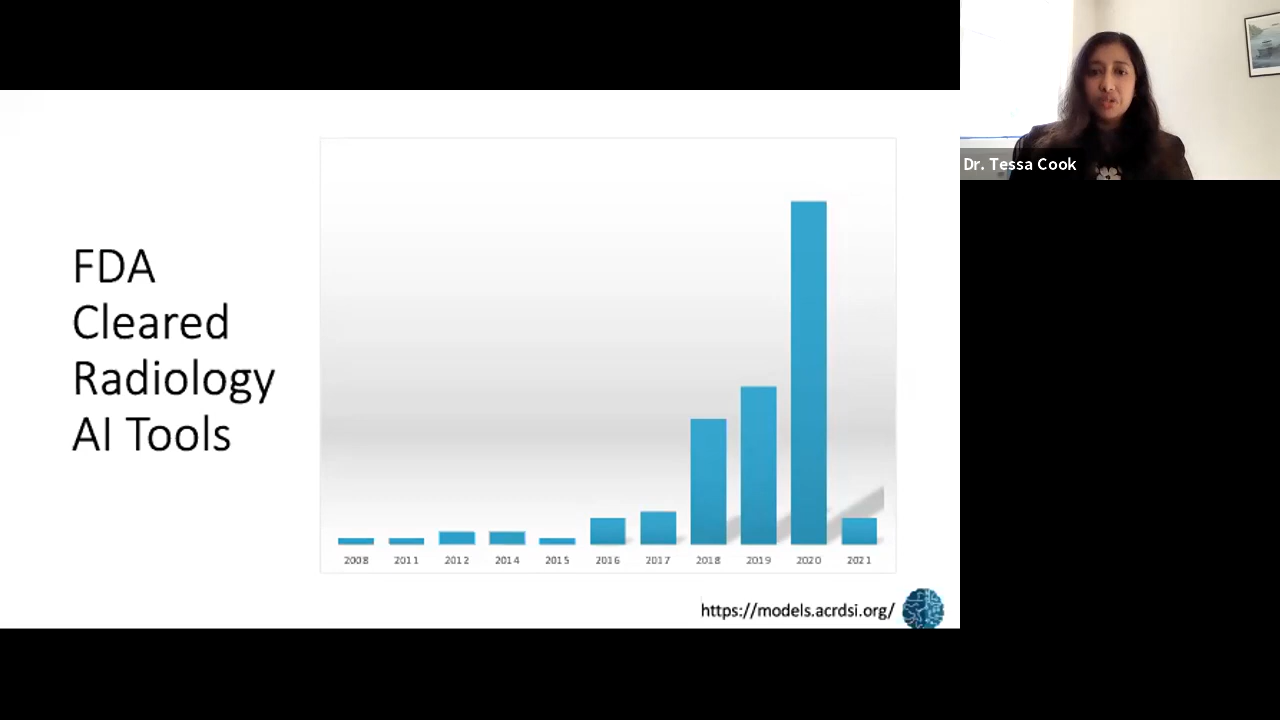 FDA
Cleared
Radiology
AI Tools
2008 2011 2012 2014 2015 2016 2017 2018 2019 2020 2021
https://models.acrdsi.org/
Dr. Tessa Cook